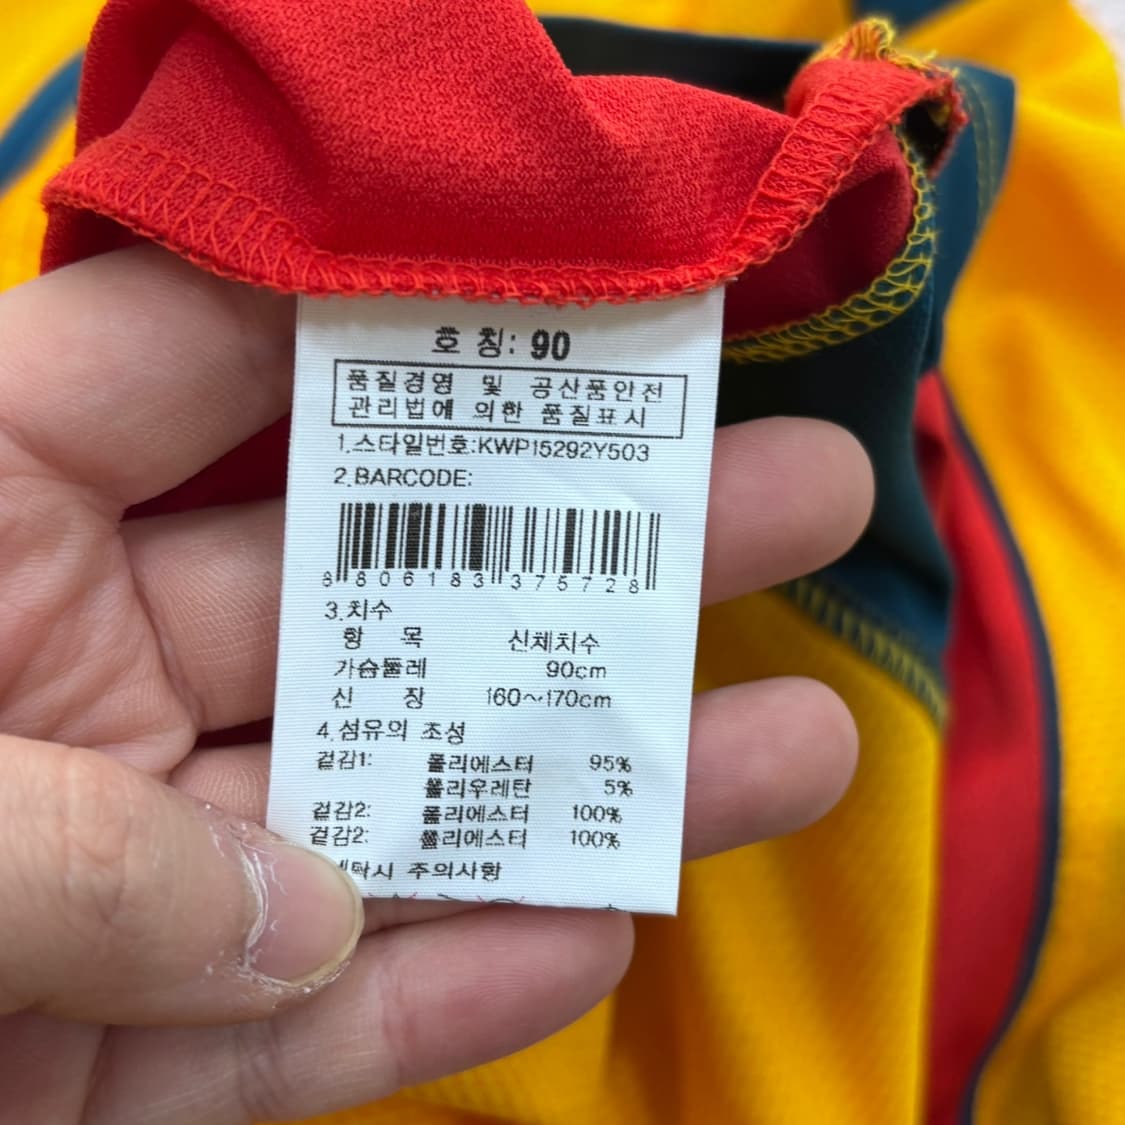 호 칭: 90
품질경영 및 공산품안전
관리법에 의한 품질표시
1.스타일번호:KWP15292Y503
2.BARCODE:
8 806183 375728
3.치수
항 목 신체치수
가슴둘레 90cm
신 장 160~170cm
4.섬유의 조성
겉감1: 폴리에스터 95%
폴리우레탄 5%
겉감2: 폴리에스터 100%
겉감2: 폴리에스터 100%
주의사항